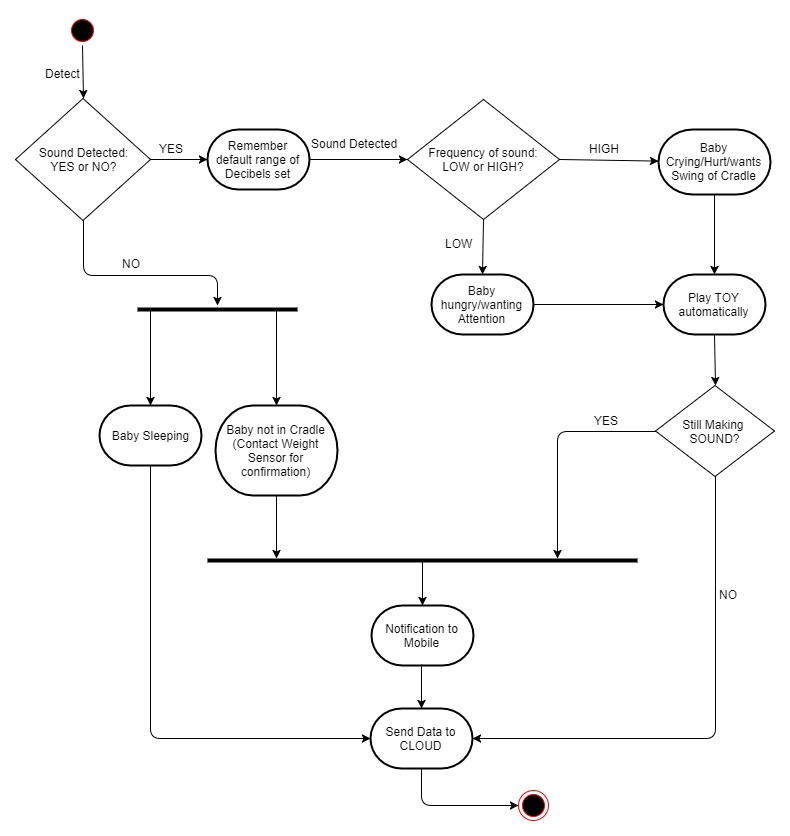 Detect
Sound Detected:
YES or NO?
YES
Remember
default range of
Decibels set
Sound Detected
Frequency of sound:
LOW or HIGH?
HIGH
Baby
Crying/Hurt/wants
Swing of Cradle
LOW
NO
Baby
hungry/wanting
Attention
Play TOY
automatically
Baby Sleeping
Baby not in Cradle
(Contact Weight
Sensor for
confirmation)
YES
Still Making
SOUND?
NO
Notification to
Mobile
Send Data to
CLOUD